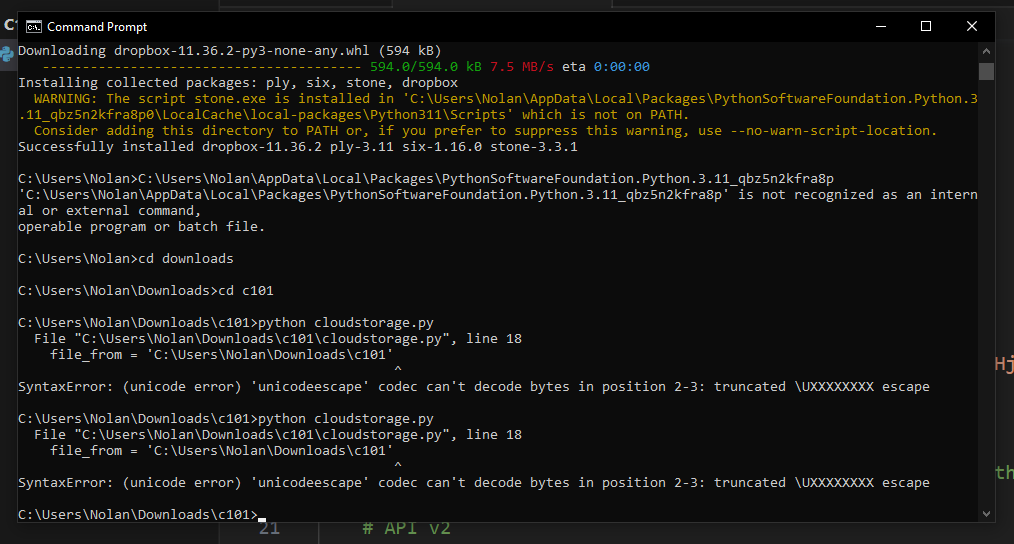 C
Command Prompt
Downloading dropbox-11.36.2-py3-none-any.whl (594 kB)
---------------------------------------- 594.0/594.0 kB 7.5 MB/s eta 0:00:00
Installing collected packages: ply, six, stone, dropbox
WARNING: The script stone.exe is installed in 'C:\Users\Nolan\AppData\Local\Packages\PythonSoftwareFoundation.Python.3
.11_qbz5n2kfra8p0\LocalCache\local-packages\Python311\Scripts' which is not on PATH.
Consider adding this directory to PATH or, if you prefer to suppress this warning, use --no-warn-script-location.
Successfully installed dropbox-11.36.2 ply-3.11 six-1.16.0 stone-3.3.1
C:\Users\Nolan>C:\Users\Nolan\AppData\Local\Packages\PythonSoftwareFoundation.Python.3.11_qbz5n2kfra8p
'C:\Users\Nolan\AppData\Local\Packages\PythonSoftwareFoundation.Python.3.11_qbz5n2kfra8p' is not recognized as an intern
al or external command,
operable program or batch file.
C:\Users\Nolan>cd downloads
C:\Users\Nolan\Downloads>cd c101
C:\Users\Nolan\Downloads\c101>python cloudstorage.py
File "C:\Users\Nolan\Downloads\c101\cloudstorage.py", line 18
file_from = 'C:\Users\Nolan\Downloads\c101'
^
SyntaxError: (unicode error) 'unicodeescape' codec can't decode bytes in position 2-3: truncated \UXXXXXXXX escape
C:\Users\Nolan\Downloads\c101>python cloudstorage.py
File "C:\Users\Nolan\Downloads\c101\cloudstorage.py", line 18
file_from = 'C:\Users\Nolan\Downloads\c101'
^
SyntaxError: (unicode error) 'unicodeescape' codec can't decode bytes in position 2-3: truncated \UXXXXXXXX escape
C:\Users\Nolan\Downloads\c101>
Hj
th
21 # API v2